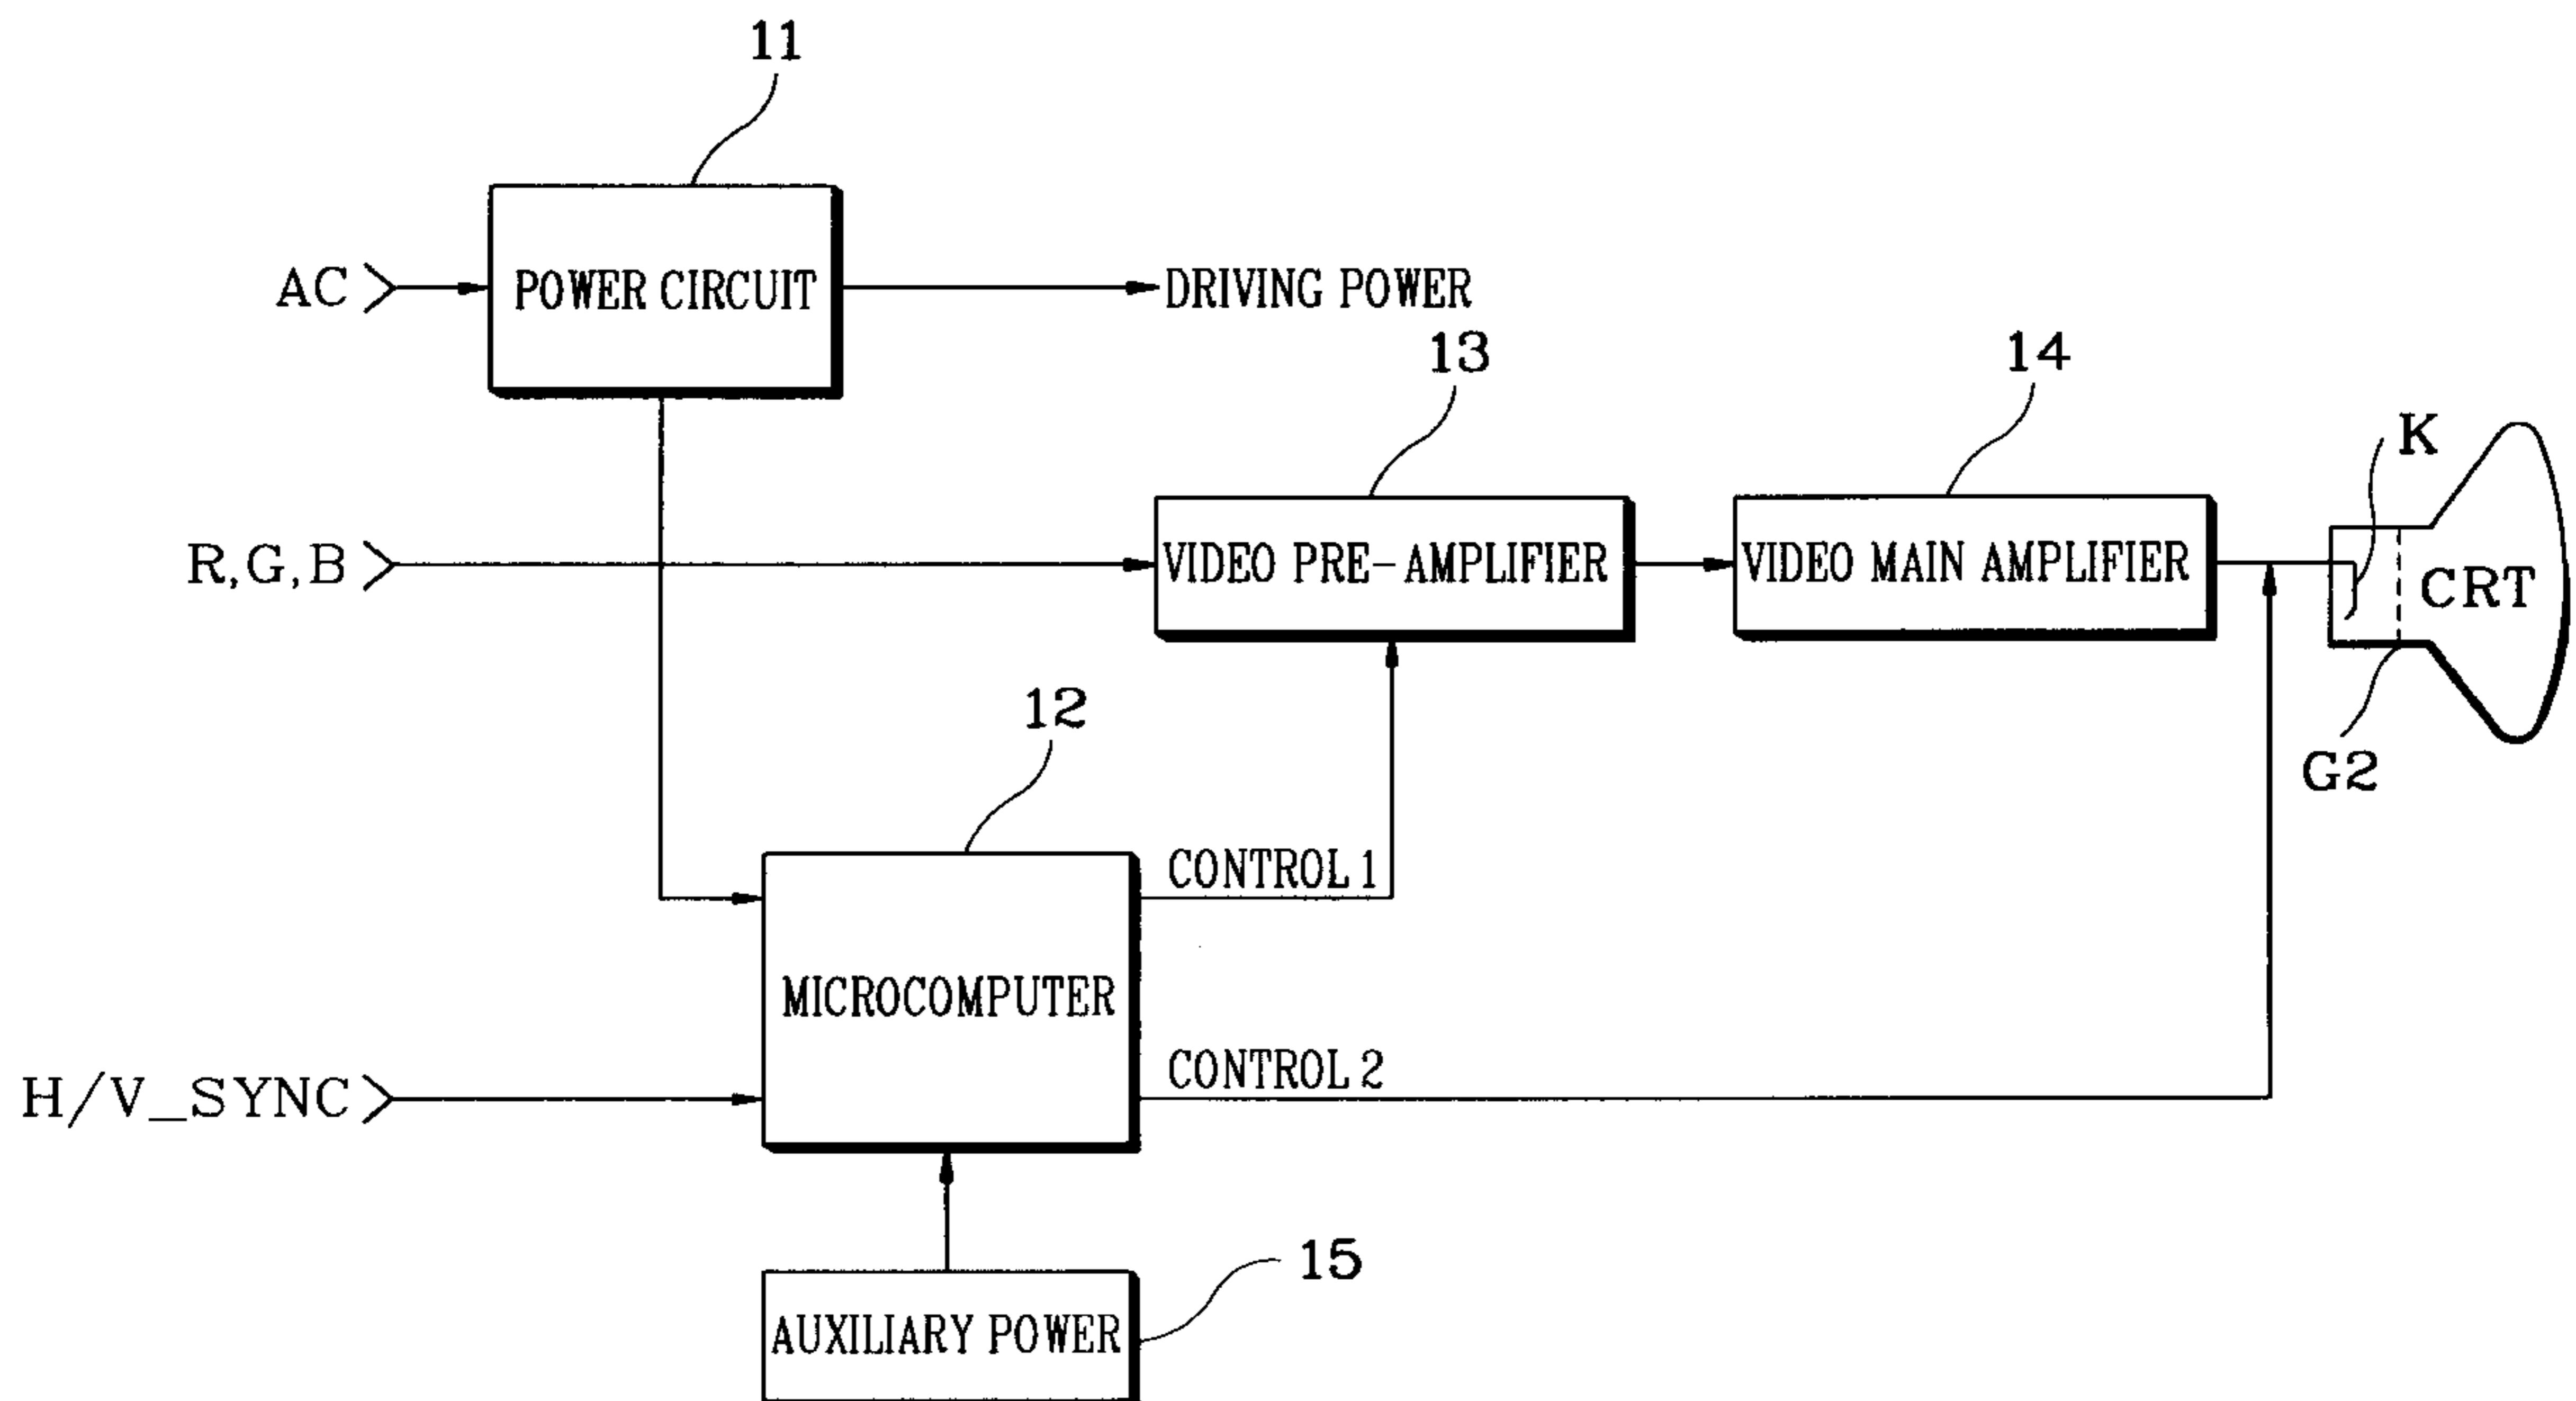 11
AC
POWER CIRCUIT
DRIVING POWER
13
14
K
R,G,B
VIDEO PRE-AMPLIFIER
VIDEO MAIN AMPLIFIER
CRT
G2
12
CONTROL 1
MICROCOMPUTER
H/V_SYNC
CONTROL 2
15
AUXILIARY POWER